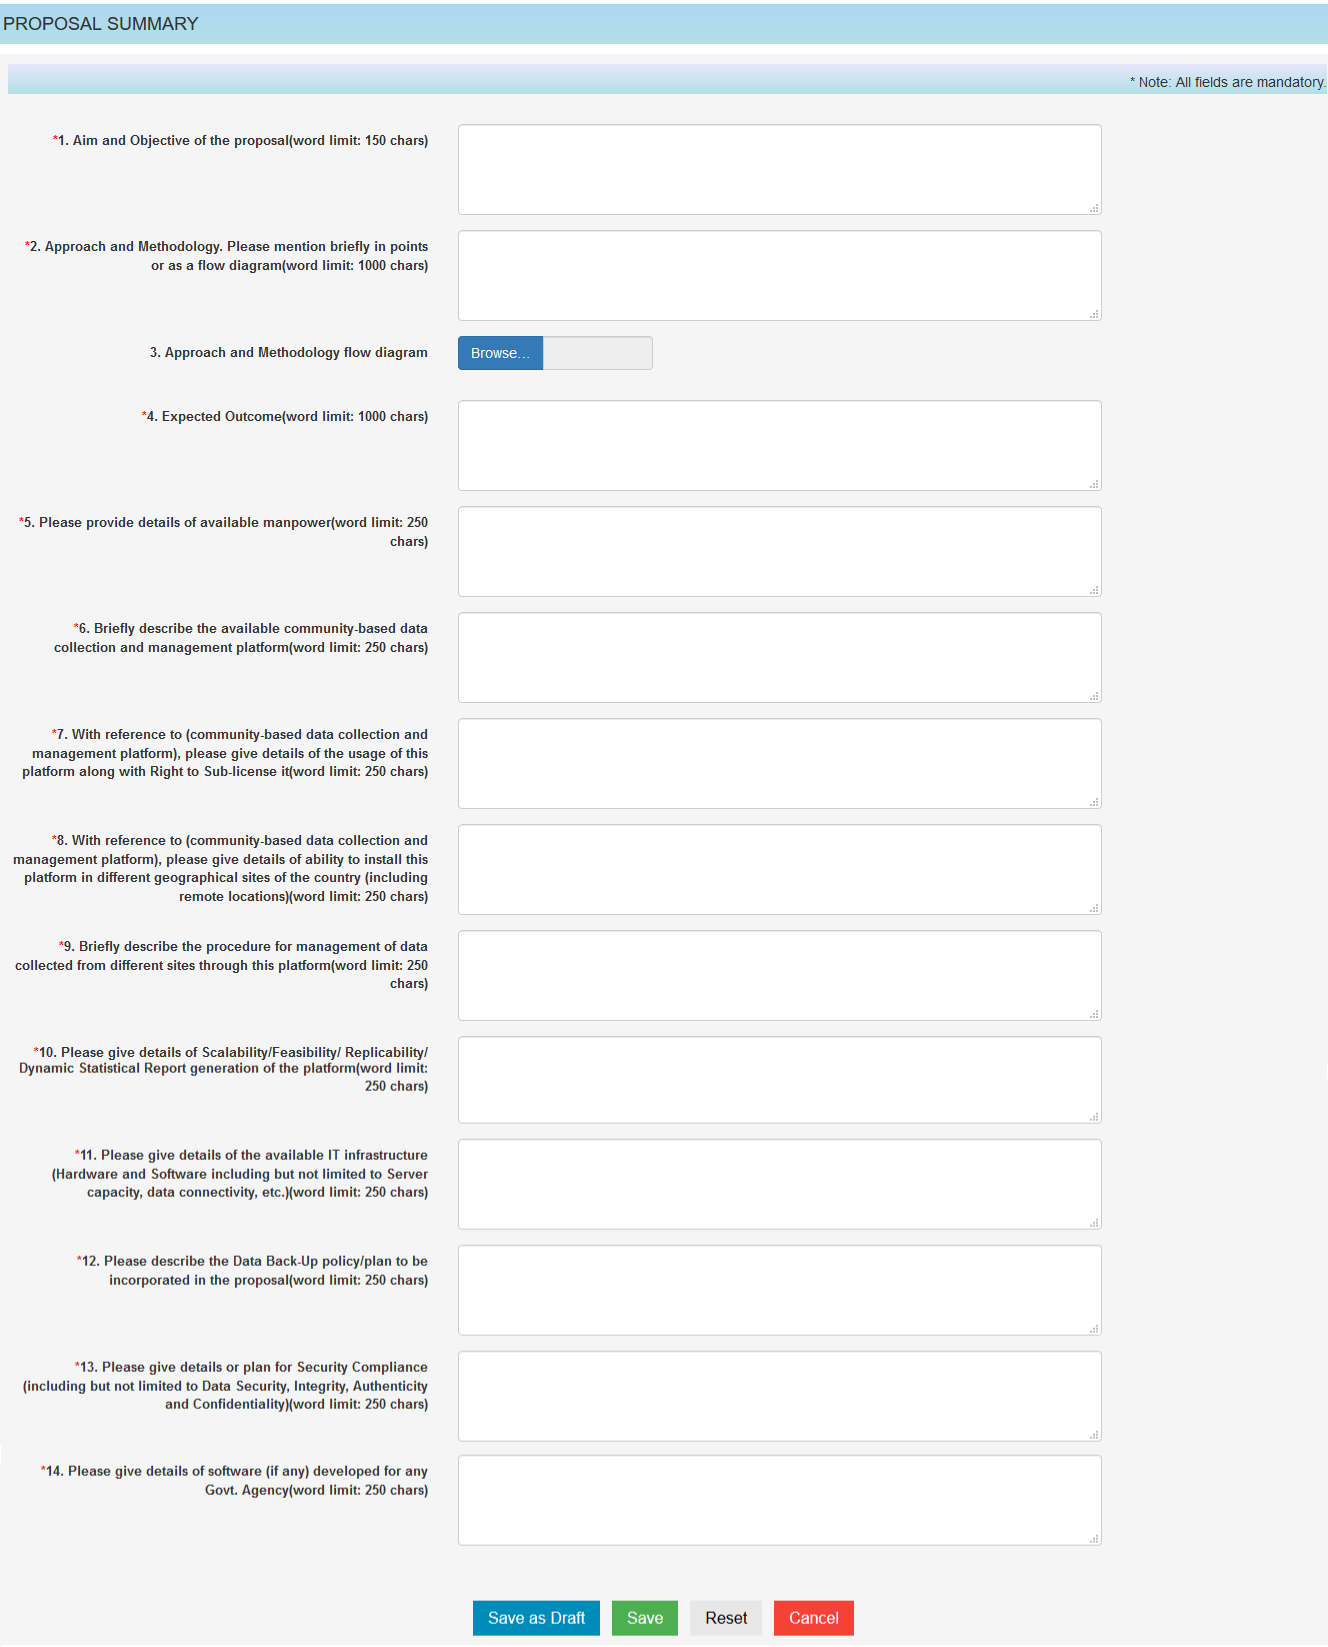 PROPOSAL SUMMARY
* Note: All fields are mandatory.
*1. Aim and Objective of the proposal(word limit: 150 chars)
*2. Approach and Methodology. Please mention briefly in points
or as a flow diagram(word limit: 1000 chars)
3. Approach and Methodology flow diagram
Browse...
*4. Expected Outcome(word limit: 1000 chars)
*5. Please provide details of available manpower(word limit: 250
chars)
*6. Briefly describe the available community-based data
collection and management platform(word limit: 250 chars)
*7. With reference to (community-based data collection and
management platform), please give details of the usage of this
platform along with Right to Sub-license it(word limit: 250 chars)
*8. With reference to (community-based data collection and
management platform), please give details of ability to install this
platform in different geographical sites of the country (including
remote locations)(word limit: 250 chars)
*9. Briefly describe the procedure for management of data
collected from different sites through this platform(word limit: 250
chars)
*10. Please give details of Scalability/Feasibility/ Replicability/
Dynamic Statistical Report generation of the platform(word limit:
250 chars)
*11. Please give details of the available IT infrastructure
(Hardware and Software including but not limited to Server
capacity, data connectivity, etc.)(word limit: 250 chars)
*12. Please describe the Data Back-Up policy/plan to be
incorporated in the proposal(word limit: 250 chars)
*13. Please give details or plan for Security Compliance
(including but not limited to Data Security, Integrity, Authenticity
and Confidentiality)(word limit: 250 chars)
*14. Please give details of software (if any) developed for any
Govt. Agency(word limit: 250 chars)
Save as Draft Save Reset Cancel